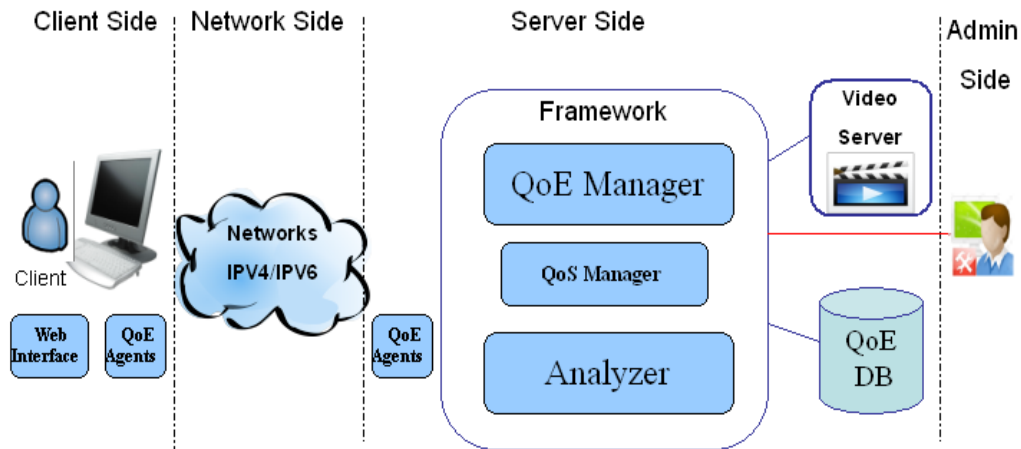 Client Side
Network Side
Server Side
Admin
Side
Framework
Video
Server
QoE Manager
Networks
IPV4/IPV6
QoS Manager
Client
Web
Interface
QoE
Agents
QoE
Agents
Analyzer
QoE
DB